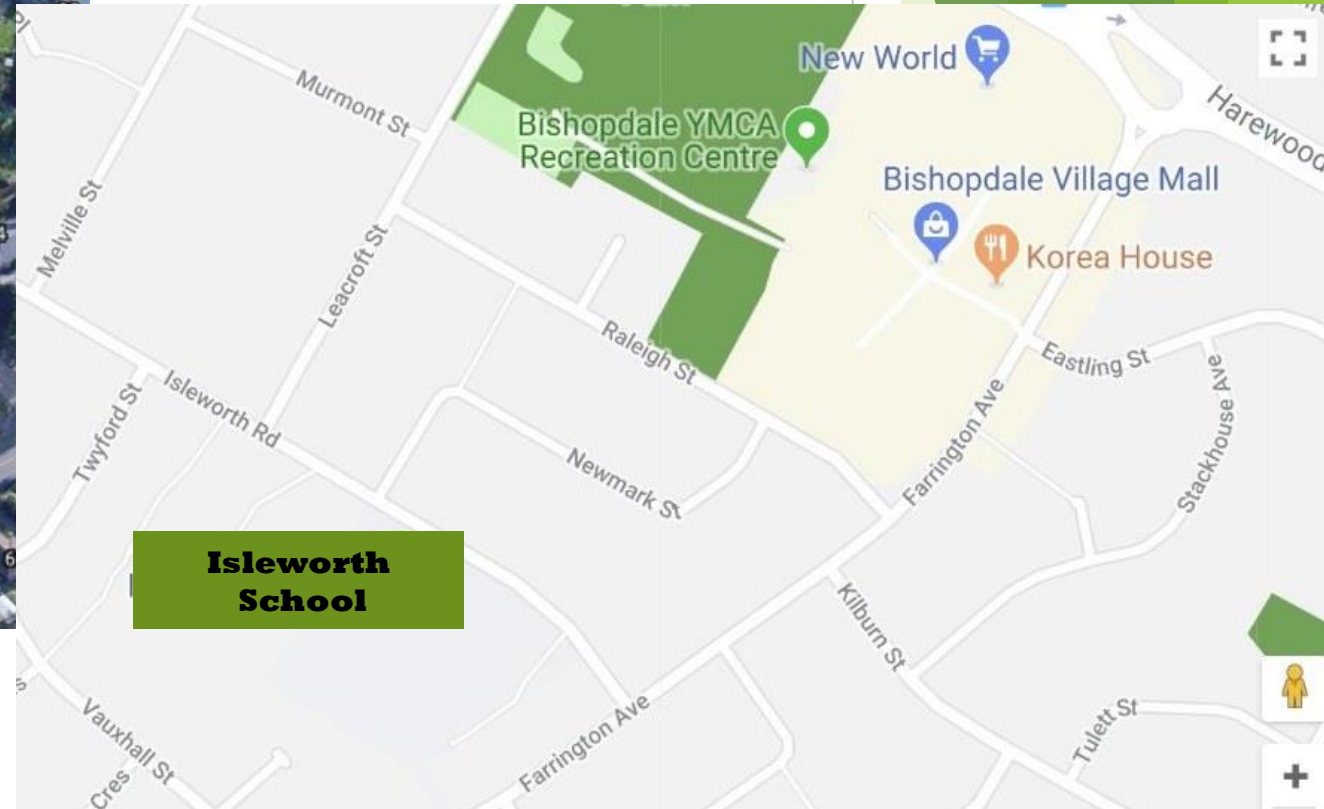 New World
Harewood
Murmont St
Bishopdale YMCA
Recreation Centre
Bishopdale Village Mall
Melville St
Leacroft St
Korea House
Raleigh St
Eastling St
Stackhouse Ave
Isleworth Rd
Twyford St
Farrington Ave
Newmark St
Isleworth
School
Kilburn St
Vauxhall St
Farrington Ave
Tulett St
Cres
+